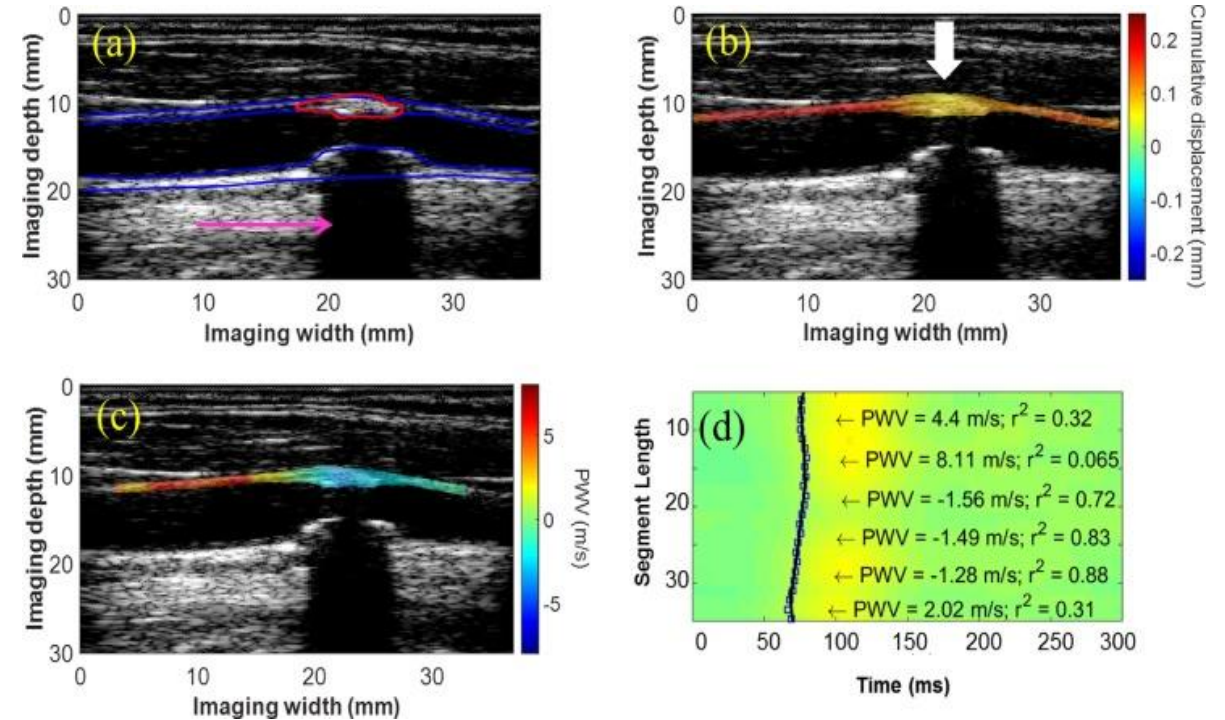 (a)
0
10
20
30
Imaging depth (mm)
0 10 20 30
Imaging width (mm)
(b)
0
10
20
30
Imaging depth (mm)
0 10 20 30
Imaging width (mm)
0.2
0.1
0
-0.1
-0.2
Cumulative displacement (mm)
(c)
0
10
20
30
Imaging depth (mm)
0 10 20 30
Imaging width (mm)
5
0
-5
PWV (m/s)
(d)
10
20
30
Segment Length
← PWV = 4.4 m/s; r² = 0.32
← PWV = 8.11 m/s; r² = 0.065
← PWV = -1.56 m/s; r² = 0.72
← PWV = -1.49 m/s; r² = 0.83
← PWV = -1.28 m/s; r² = 0.88
← PWV = 2.02 m/s; r² = 0.31
0 50 100 150 200 250 300
Time (ms)